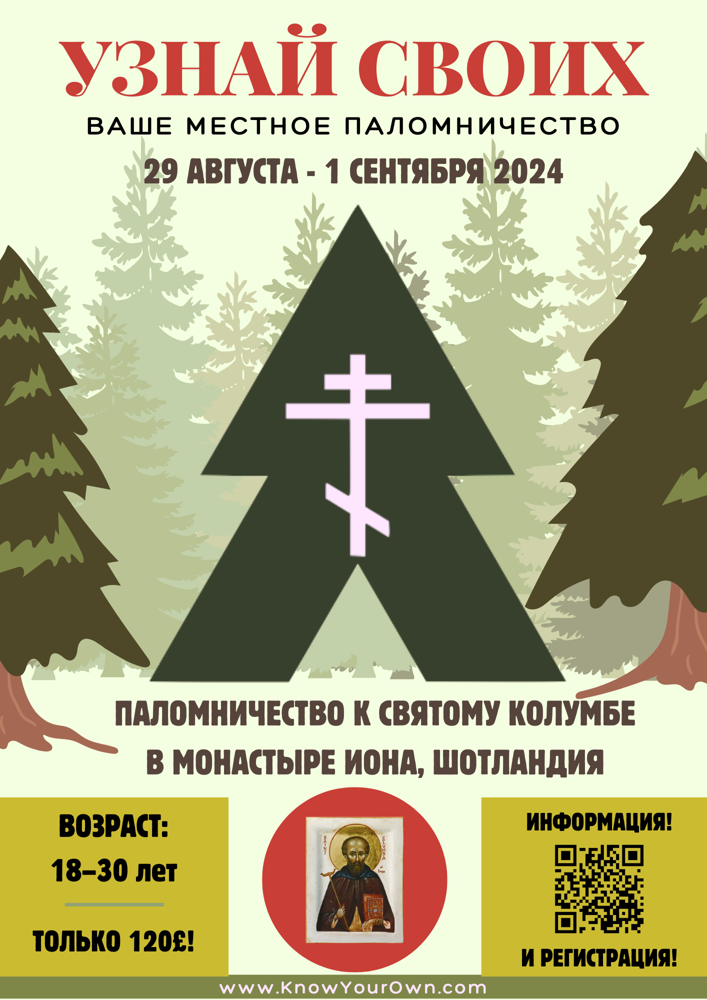 УЗНАЙ СВОИХ
ВАШЕ МЕСТНОЕ ПАЛОМНИЧЕСТВО
29 АВГУСТА - 1 СЕНТЯБРЯ 2024
ПАЛОМНИЧЕСТВО К СВЯТОМУ КОЛУМБЕ
В МОНАСТЫРЕ ИОНА, ШОТЛАНДИЯ
ВОЗРАСТ:
18–30 лет
ТОЛЬКО 120£!
SAINT
COLUMBA
of
Iona
ИНФОРМАЦИЯ!
И РЕГИСТРАЦИЯ!
www.KnowYourOwn.com